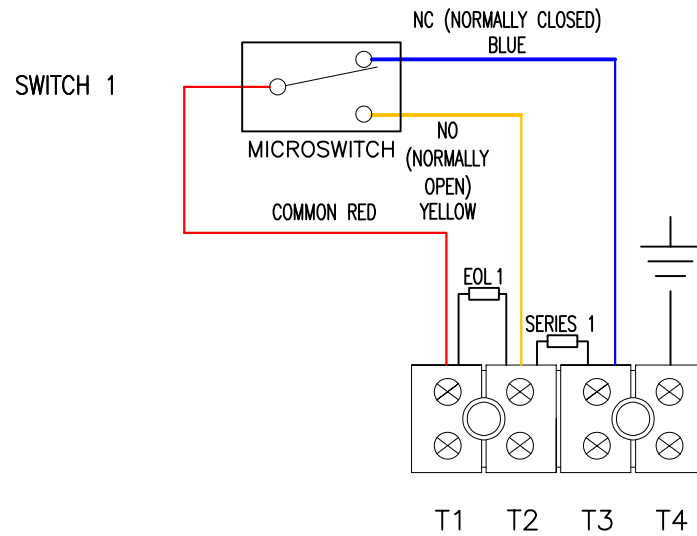 NC (NORMALLY CLOSED)
BLUE
SWITCH 1
MICROSWITCH
NO
(NORMALLY
OPEN)
YELLOW
COMMON RED
EOL 1
SERIES 1
T1 T2 T3 T4